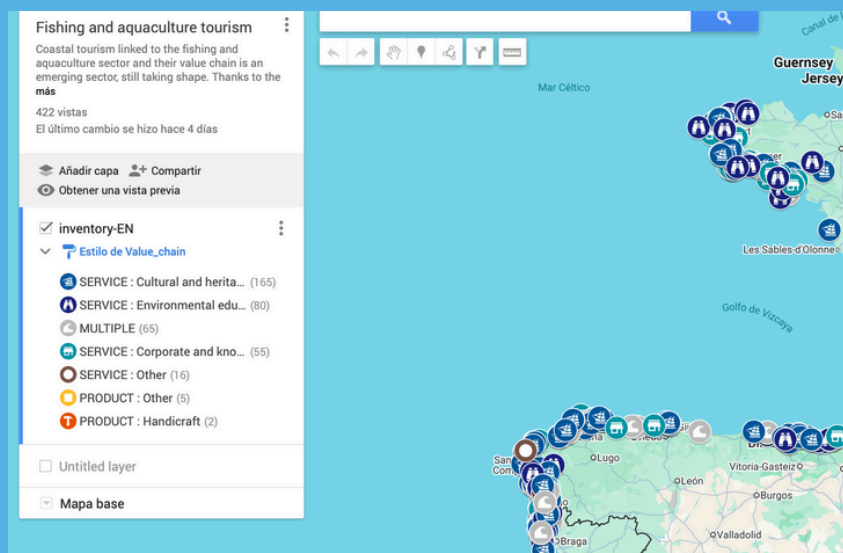 Fishing and aquaculture tourism
Coastal tourism linked to the fishing and
aquaculture sector and their value chain is an
emerging sector, still taking shape. Thanks to the
más
422 vistas
El último cambio se hizo hace 4 días
Añadir capa
Compartir
Obtener una vista previa
inventory-EN
Estilo de Value_chain
SERVICE : Cultural and herita... (165)
SERVICE : Environmental edu... (80)
MULTIPLE (65)
SERVICE : Corporate and kno... (55)
SERVICE : Other (16)
PRODUCT : Other (5)
PRODUCT : Handicraft (2)
Untitled layer
Mapa base
Canal de
Guernsey
Jersey
Mar Céltico
Les Sables-d'Olonne
Golfo de Vizcaya
Lugo
León
Vitoria-Gasteiz
Burgos
Valladolid
Braga